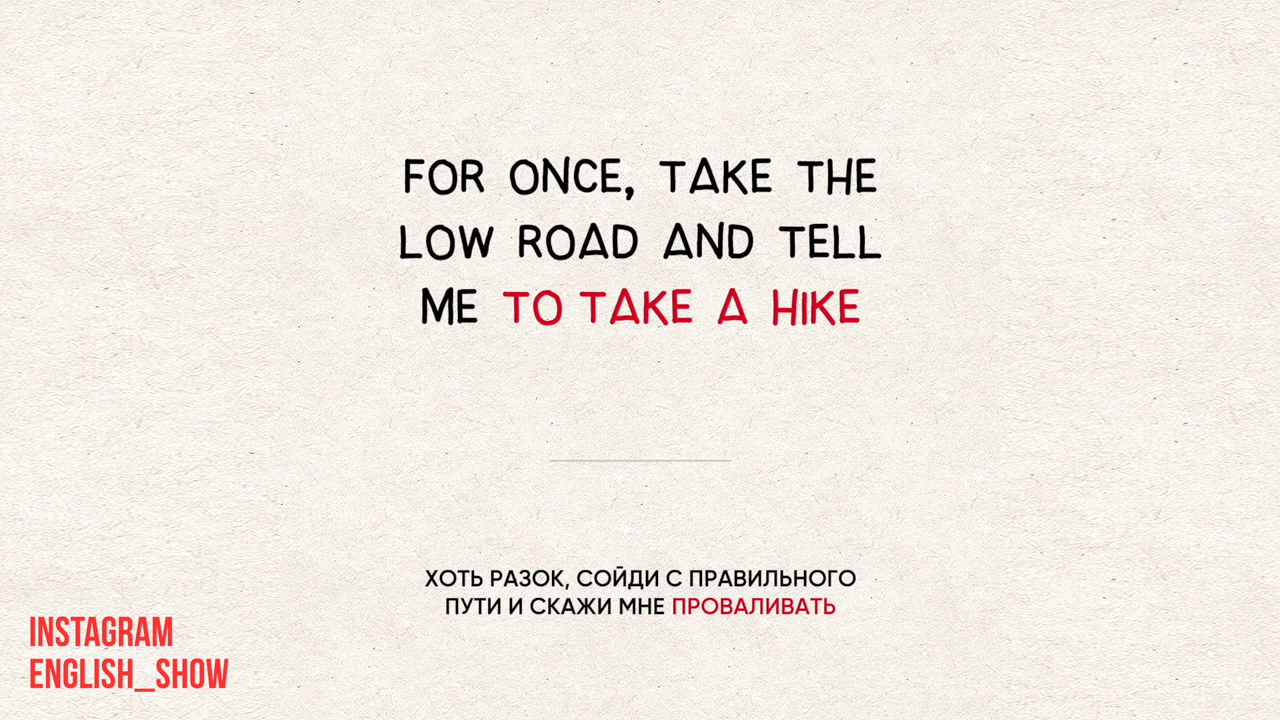 FOR ONCE, TAKE THE
LOW ROAD AND TELL
ME TO TAKE A HIKE
ХОТЬ РАЗОК, СОЙДИ С ПРАВИЛЬНОГО
ПУТИ И СКАЖИ МНЕ ПРОВАЛИВАТЬ
INSTAGRAM
ENGLISH_SHOW